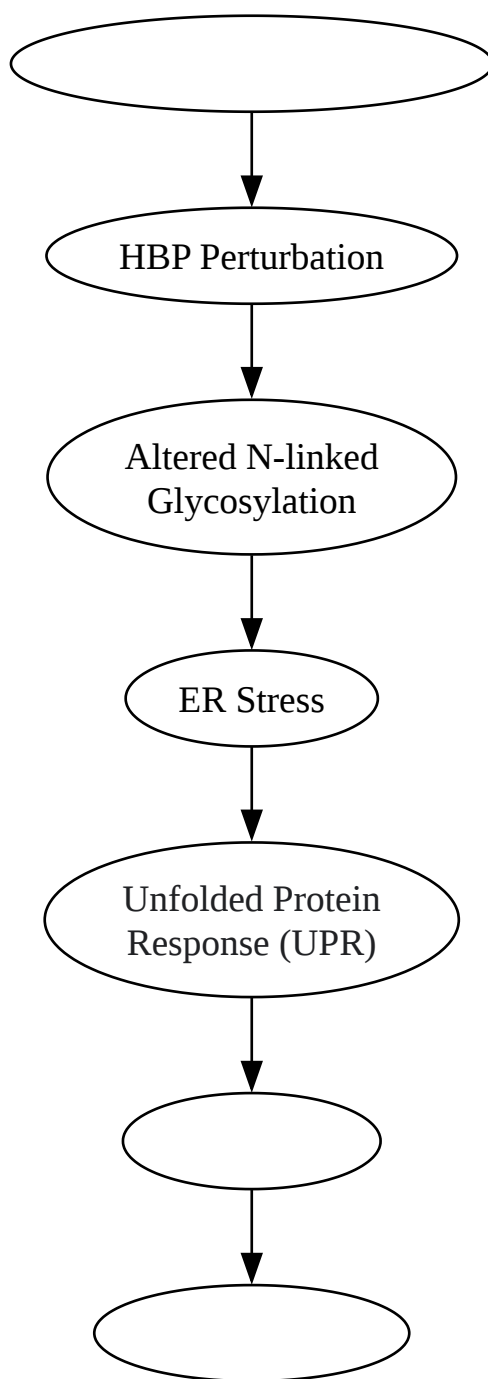 HBP Perturbation
Altered N-linked
Glycosylation
ER Stress
Unfolded Protein
Response (UPR)